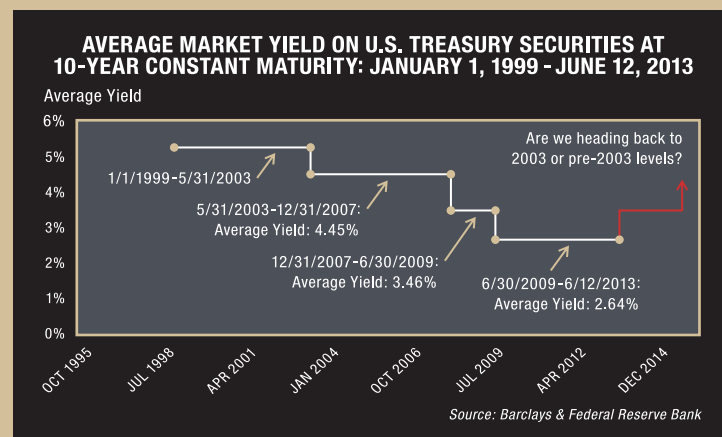 AVERAGE MARKET YIELD ON U.S. TREASURY SECURITIES AT
10-YEAR CONSTANT MATURITY: JANUARY 1, 1999 - JUNE 12, 2013
Average Yield
6%
5%
4%
3%
2%
1%
0%
Are we heading back to
2003 or pre-2003 levels?
1/1/1999-5/31/2003
5/31/2003-12/31/2007:
Average Yield: 4.45%
12/31/2007-6/30/2009:
Average Yield: 3.46%
6/30/2009-6/12/2013:
Average Yield: 2.64%
OCT 1995
JUL 1998
APR 2001
JAN 2004
OCT 2006
JUL 2009
APR 2012
DEC 2014
Source: Barclays & Federal Reserve Bank